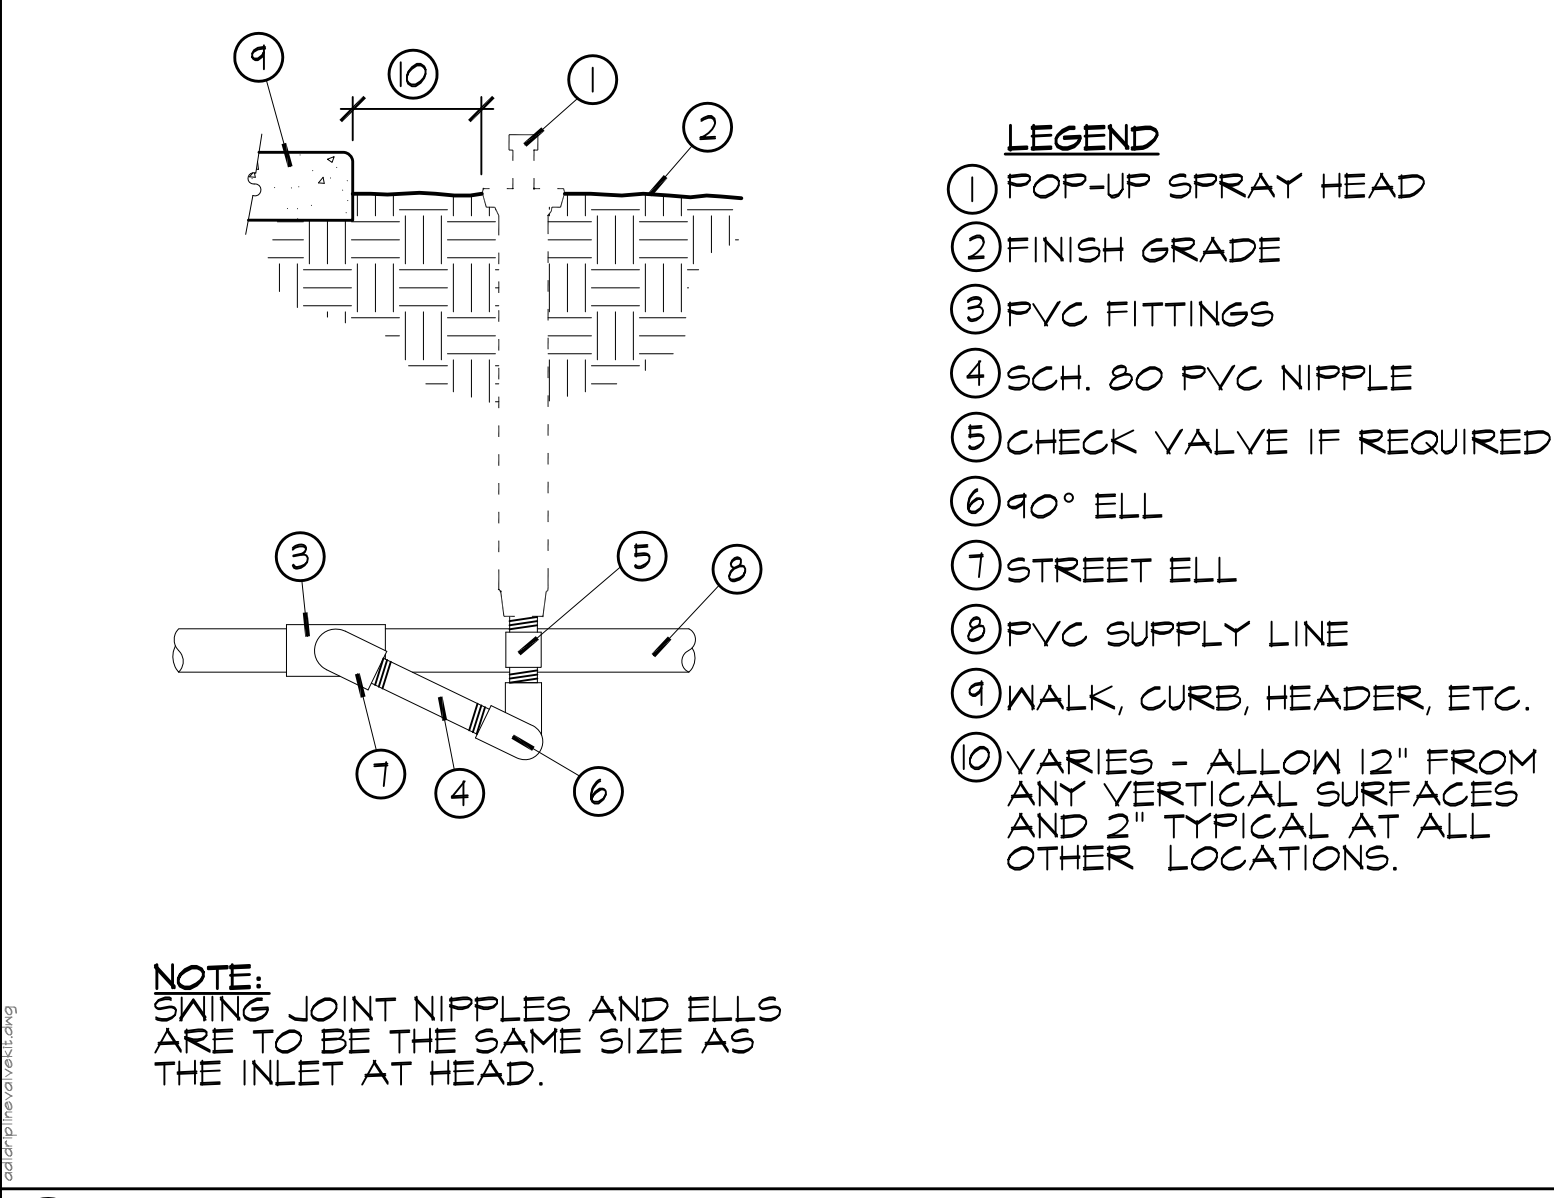 9
10
1
2
3
5
8
7
4
6
LEGEND
1 POP-UP SPRAY HEAD
2 FINISH GRADE
3 PVC FITTINGS
4 SCH. 80 PVC NIPPLE
5 CHECK VALVE IF REQUIRED
6 90° ELL
7 STREET ELL
8 PVC SUPPLY LINE
9 WALK, CURB, HEADER, ETC.
10 VARIES - ALLOW 12" FROM
ANY VERTICAL SURFACES
AND 2" TYPICAL AT ALL
OTHER LOCATIONS.
NOTE:
SWING JOINT NIPPLES AND ELLS
ARE TO BE THE SAME SIZE AS
THE INLET AT HEAD.
adidriplinevalvekit.dwg